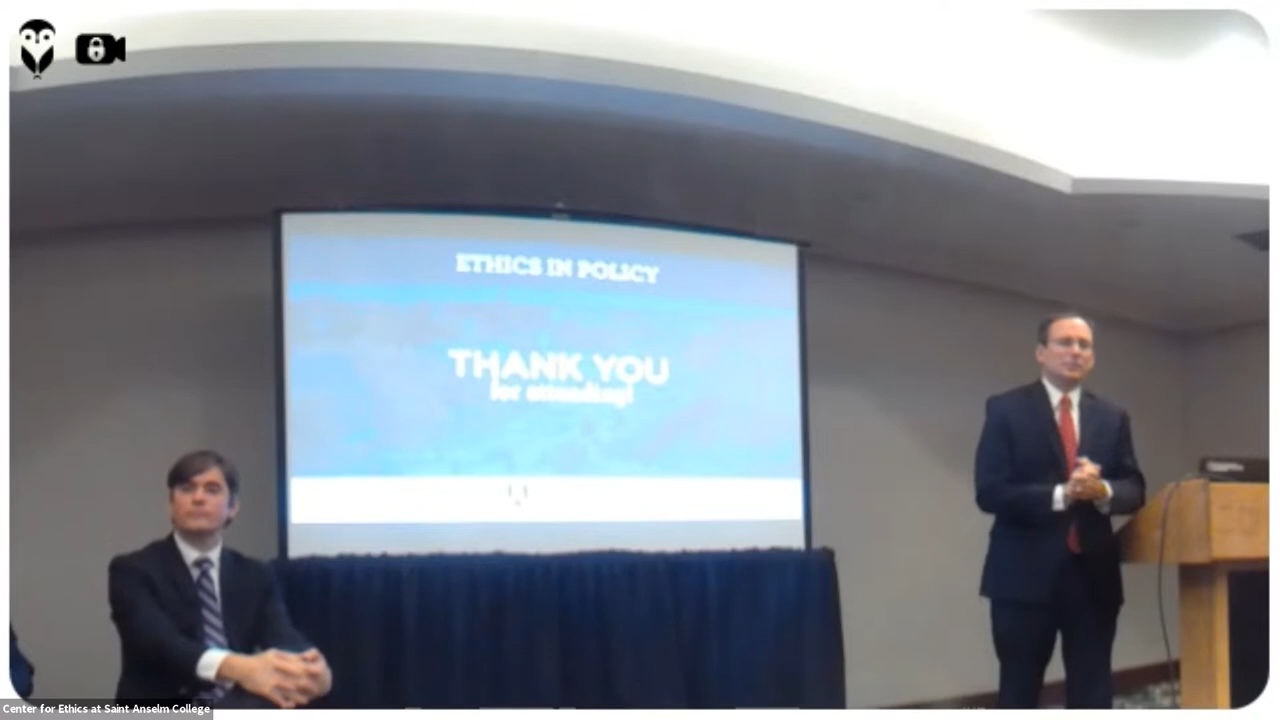 ETHICS IN POLICY
THANK YOU
for attending!
Center for Ethics at Saint Anselm College